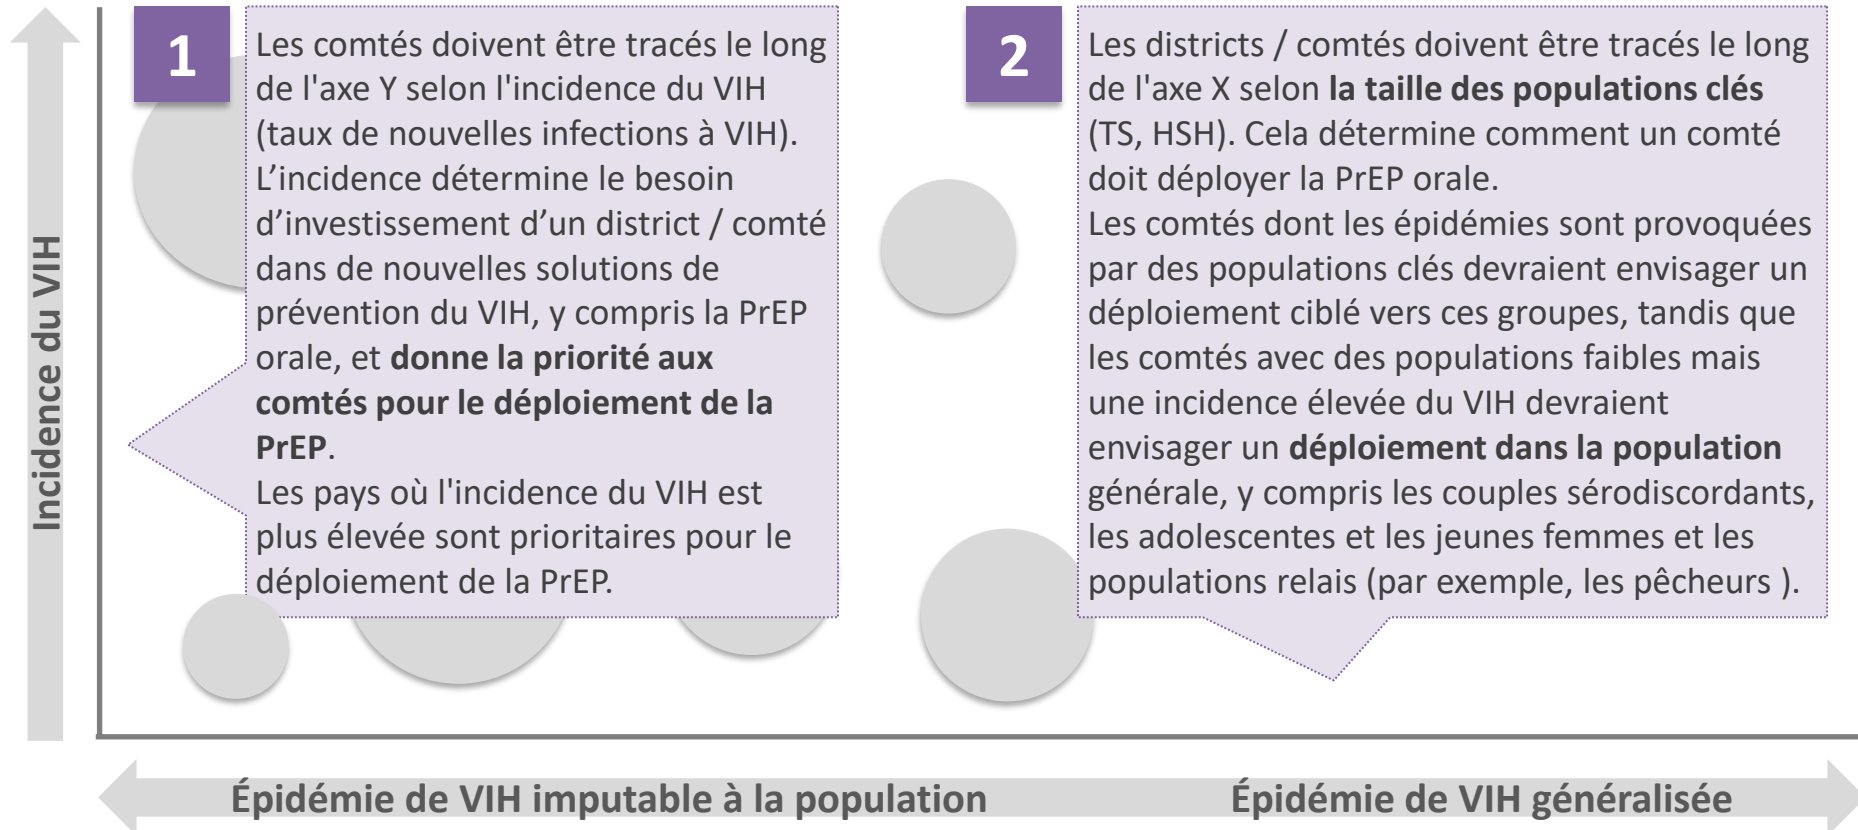 1
Les comtés doivent être tracés le long
de l'axe Y selon l'incidence du VIH
(taux de nouvelles infections à VIH).
L’incidence détermine le besoin
d’investissement d’un district / comté
dans de nouvelles solutions de
prévention du VIH, y compris la PrEP
orale, et donne la priorité aux
comtés pour le déploiement de la
PrEP.
Les pays où l'incidence du VIH est
plus élevée sont prioritaires pour le
déploiement de la PrEP.
2
Les districts / comtés doivent être tracés le long
de l'axe X selon la taille des populations clés
(TS, HSH). Cela détermine comment un comté
doit déployer la PrEP orale.
Les comtés dont les épidémies sont provoquées
par des populations clés devraient envisager un
déploiement ciblé vers ces groupes, tandis que
les comtés avec des populations faibles mais
une incidence élevée du VIH devraient
envisager un déploiement dans la population
générale, y compris les couples sérodiscordants,
les adolescentes et les jeunes femmes et les
populations relais (par exemple, les pêcheurs ).
Incidence du VIH
Épidémie de VIH imputable à la population
Épidémie de VIH généralisée